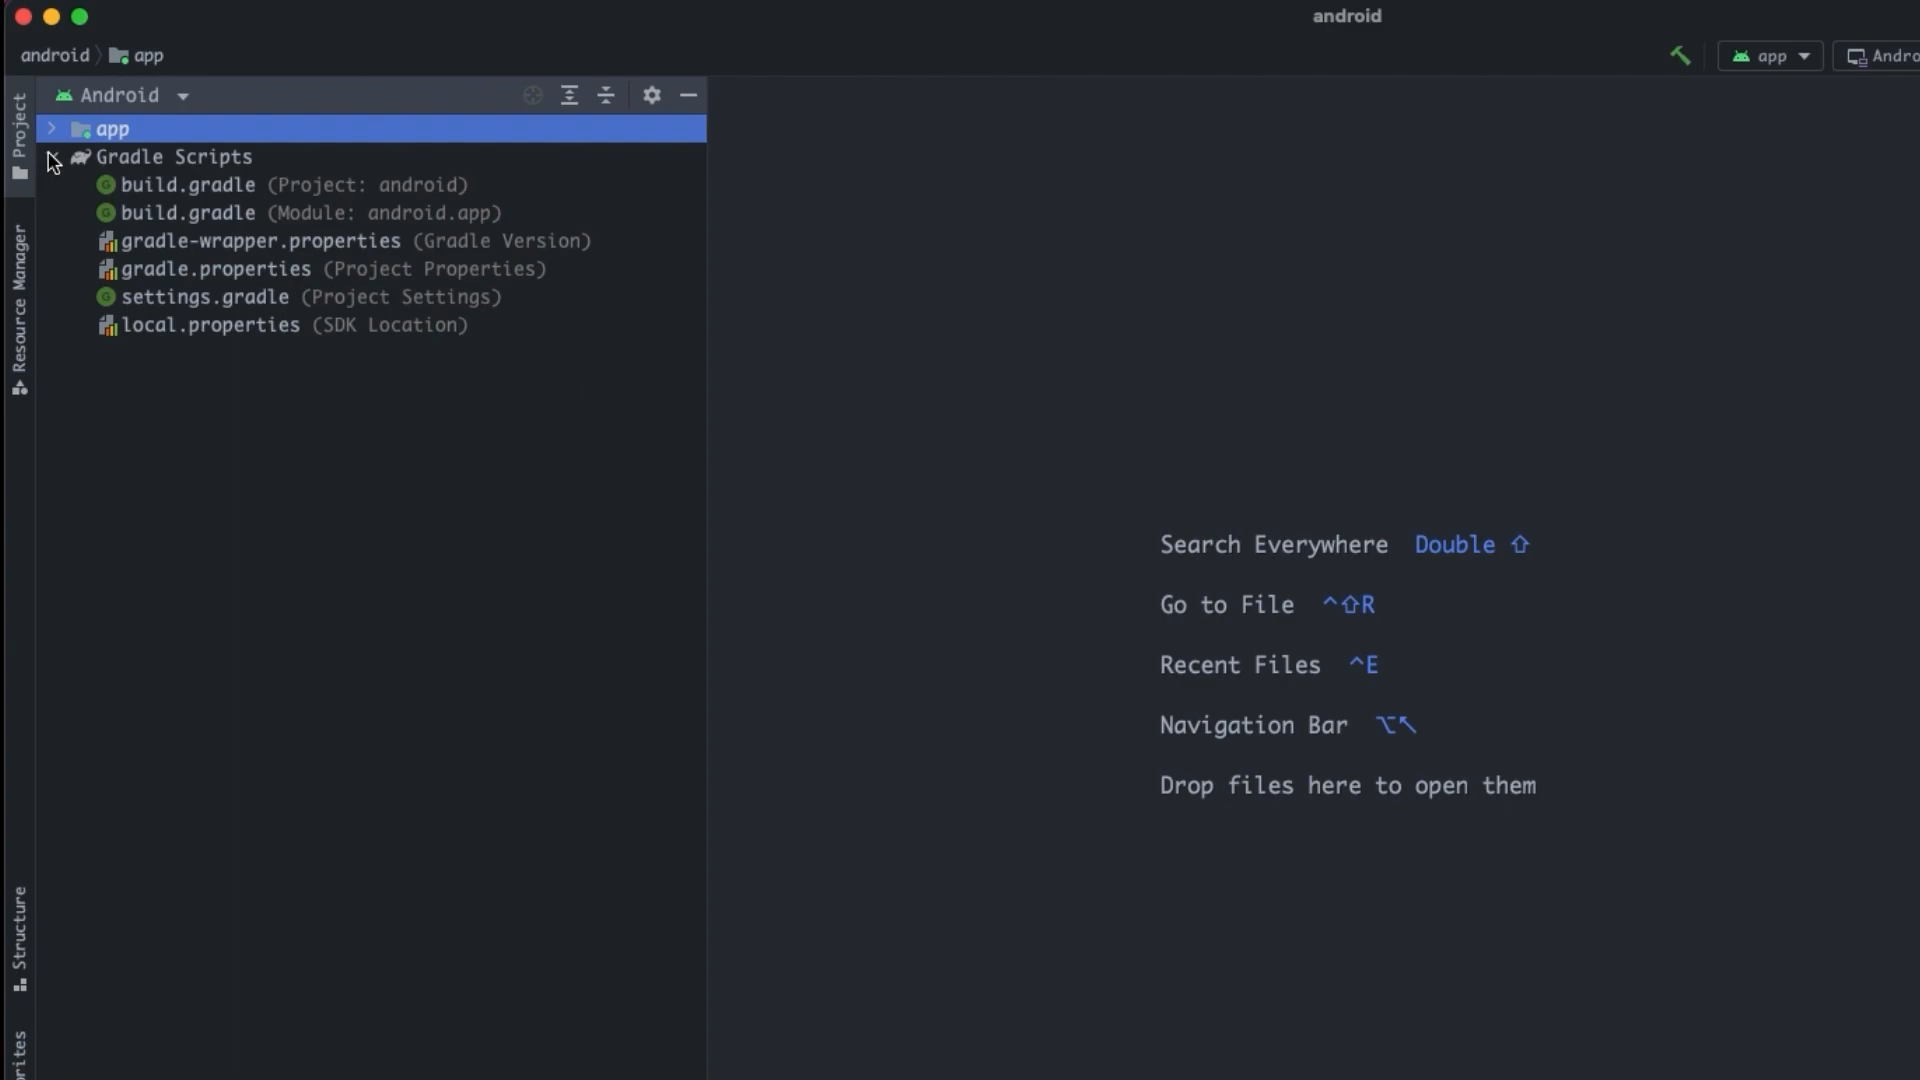 android
android app
app
Andro
Project
Resource Manager
Structure
Android
app
Gradle Scripts
build.gradle (Project: android)
build.gradle (Module: android.app)
gradle-wrapper.properties (Gradle Version)
gradle.properties (Project Properties)
settings.gradle (Project Settings)
local.properties (SDK Location)
Search Everywhere Double ⇧
Go to File ^⇧R
Recent Files ^E
Navigation Bar ⌥↖
Drop files here to open them